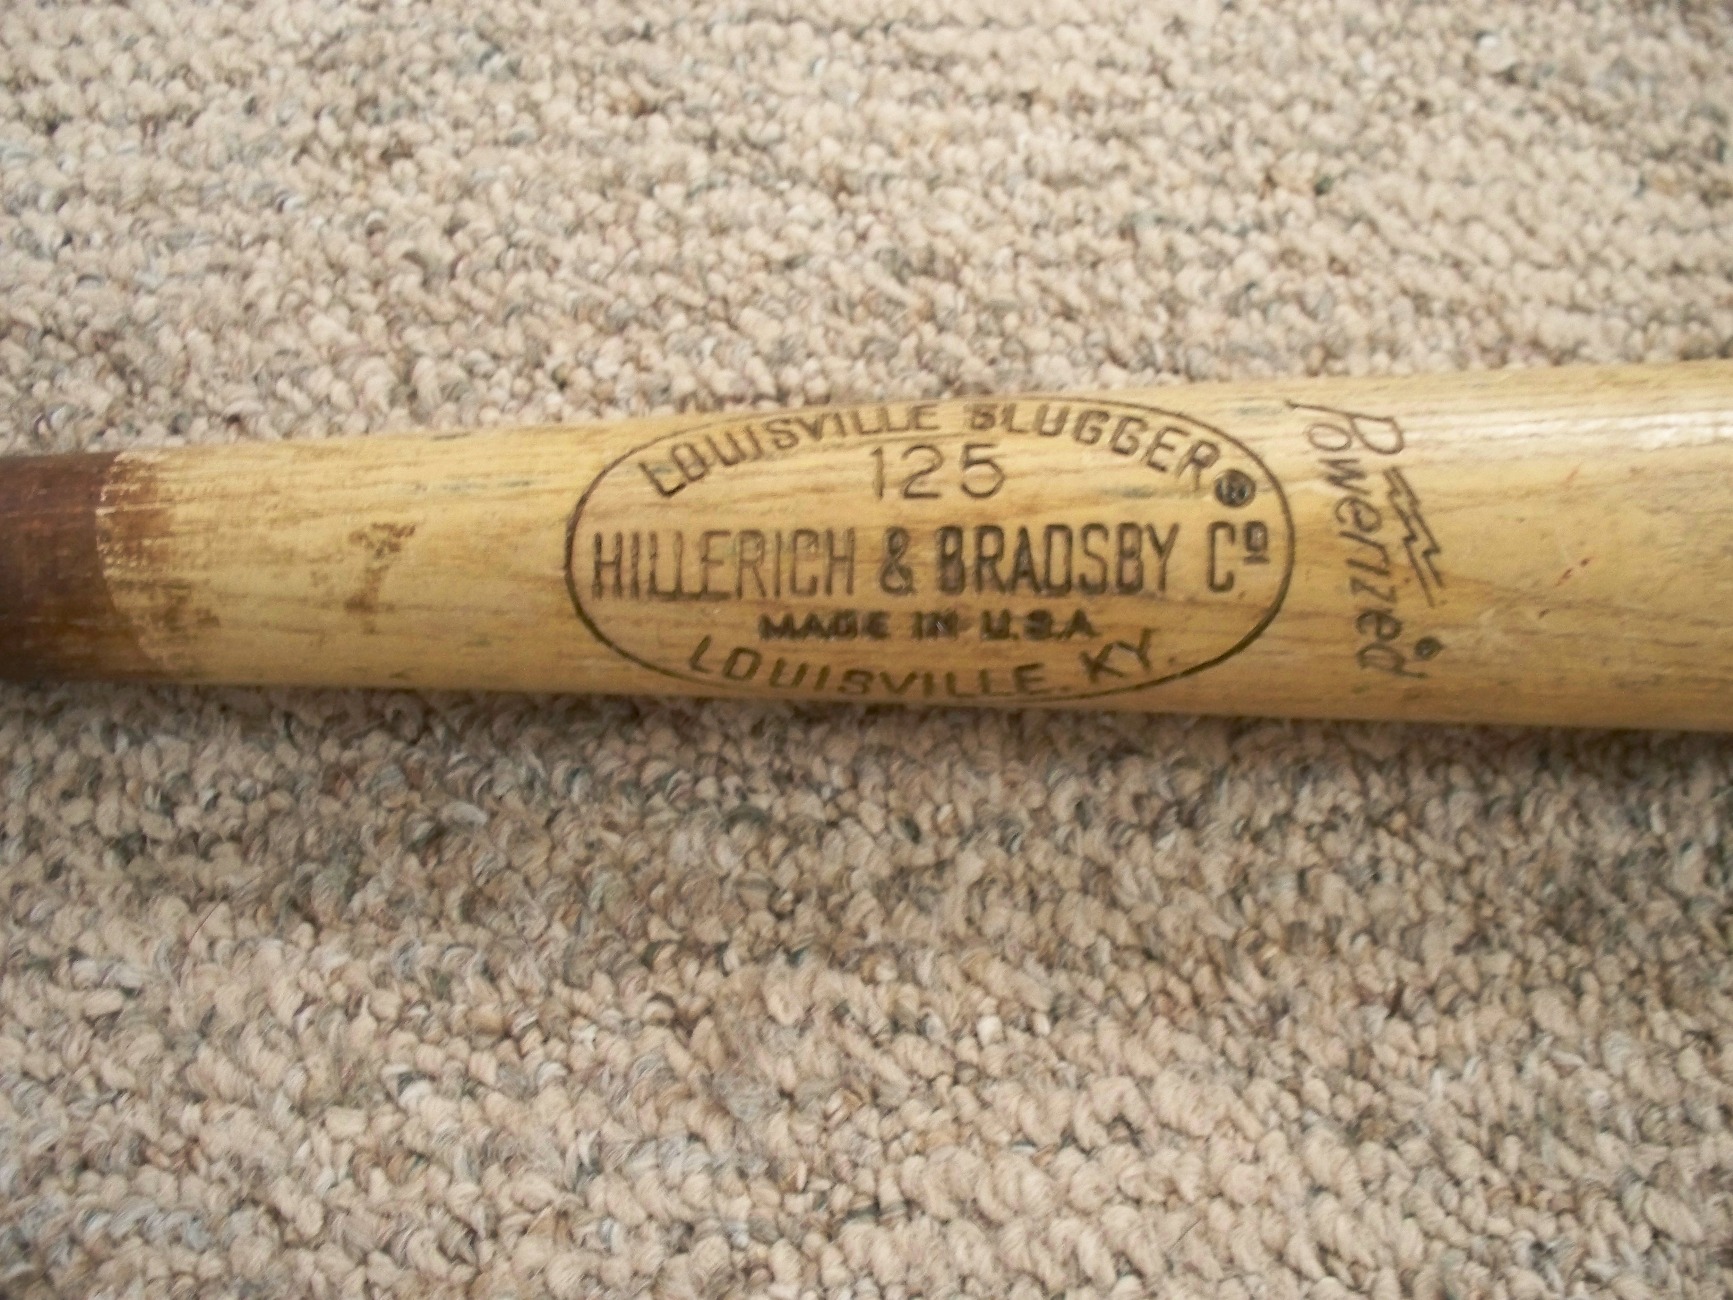 LOUISVILLE SLUGGER®
125
HILLERICH & BRADSBY Co
MADE IN U.S.A
LOUISVILLE. KY.
Powerized